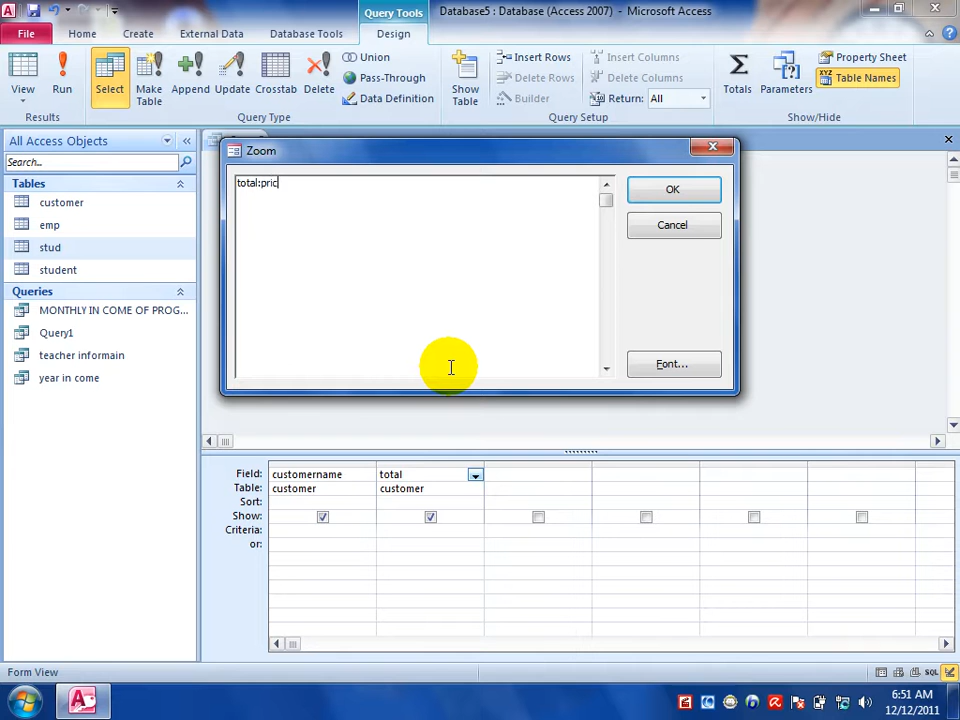 Query Tools
Database5 : Database (Access 2007) - Microsoft Access
File
Home
Create
External Data
Database Tools
Design
View
Run
Select
Make Table
Append
Update
Crosstab
Delete
Union
Pass-Through
Data Definition
Show Table
Insert Rows
Delete Rows
Builder
Insert Columns
Delete Columns
Return: All
Totals
Parameters
Property Sheet
Table Names
Results
Query Type
Query Setup
Show/Hide
All Access Objects
Search...
Tables
customer
emp
stud
student
Queries
MONTHLY IN COME OF PROG...
Query1
teacher informain
year in come
Zoom
total:pric
OK
Cancel
Font...
Field: customername total
Table: customer customer
Sort:
Show:
Criteria:
or:
Form View
SQL
6:51 AM
12/12/2011